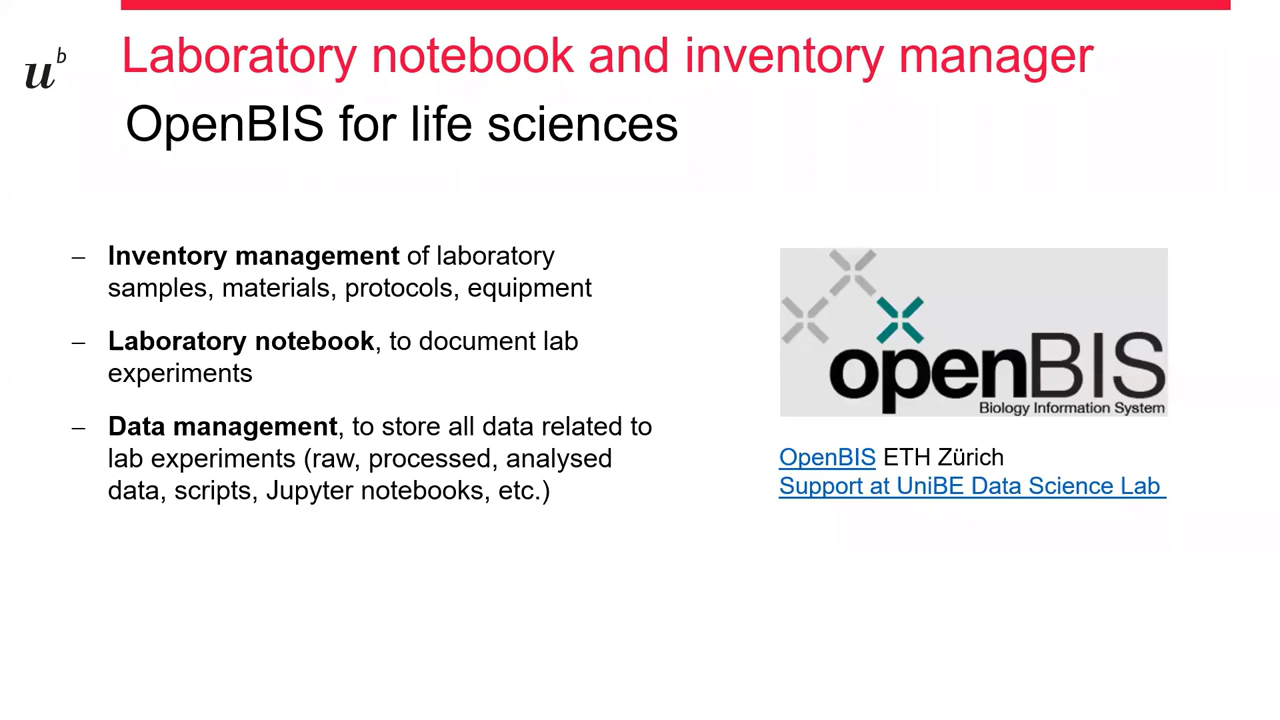 u^b
Laboratory notebook and inventory manager
OpenBIS for life sciences
– Inventory management of laboratory
samples, materials, protocols, equipment
– Laboratory notebook, to document lab
experiments
– Data management, to store all data related to
lab experiments (raw, processed, analysed
data, scripts, Jupyter notebooks, etc.)
openBIS
Biology Information System
OpenBIS ETH Zürich
Support at UniBE Data Science Lab